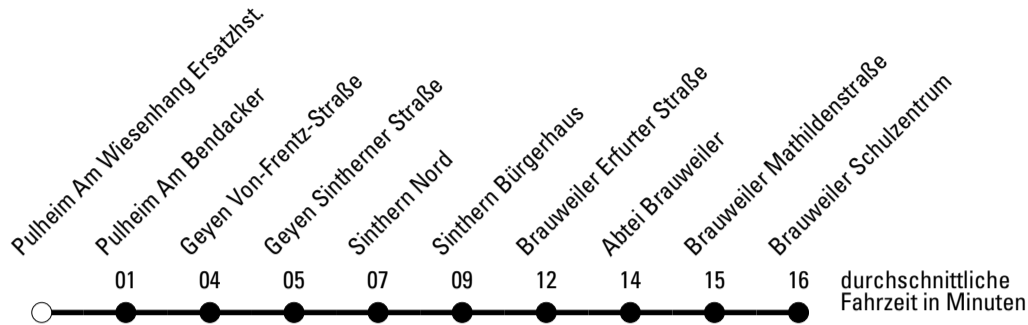 Pulheim Am Wiesenhang Ersatzhst.
Pulheim Am Bendacker
Geyen Von-Frentz-Straße
Geyen Sintherner Straße
Sinthern Nord
Sinthern Bürgerhaus
Brauweiler Erfurter Straße
Abtei Brauweiler
Brauweiler Mathildenstraße
Brauweiler Schulzentrum
01 04 05 07 09 12 14 15 16
durchschnittliche
Fahrzeit in Minuten